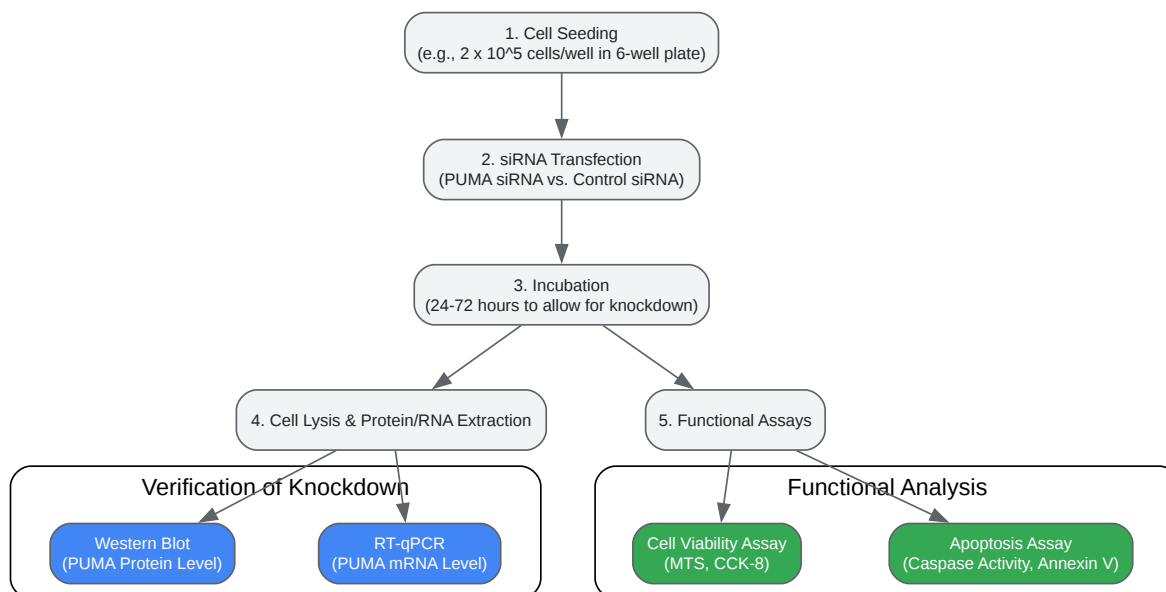 1. Cell Seeding
(e.g., 2 x 10^5 cells/well in 6-well plate)
2. siRNA Transfection
(PUMA siRNA vs. Control siRNA)
3. Incubation
(24-72 hours to allow for knockdown)
4. Cell Lysis & Protein/RNA Extraction
5. Functional Assays
Verification of Knockdown
Functional Analysis
Western Blot
(PUMA Protein Level)
RT-qPCR
(PUMA mRNA Level)
Cell Viability Assay
(MTS, CCK-8)
Apoptosis Assay
(Caspase Activity, Annexin V)